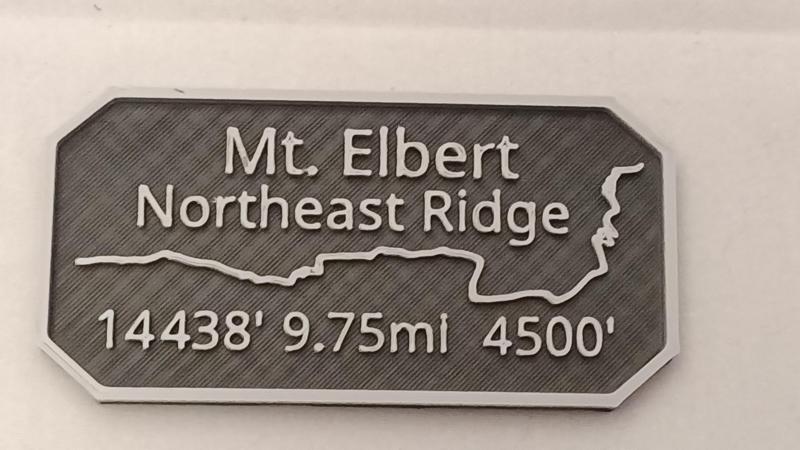 Mt. Elbert
Northeast Ridge
14438' 9.75mi 4500'